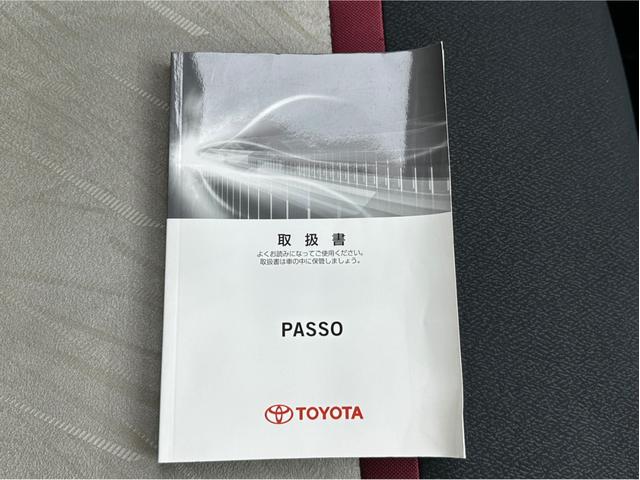 取扱書
よくお読みになってご使用ください。
取扱書は車の中に保管しましょう。
PASSO
TOYOTA